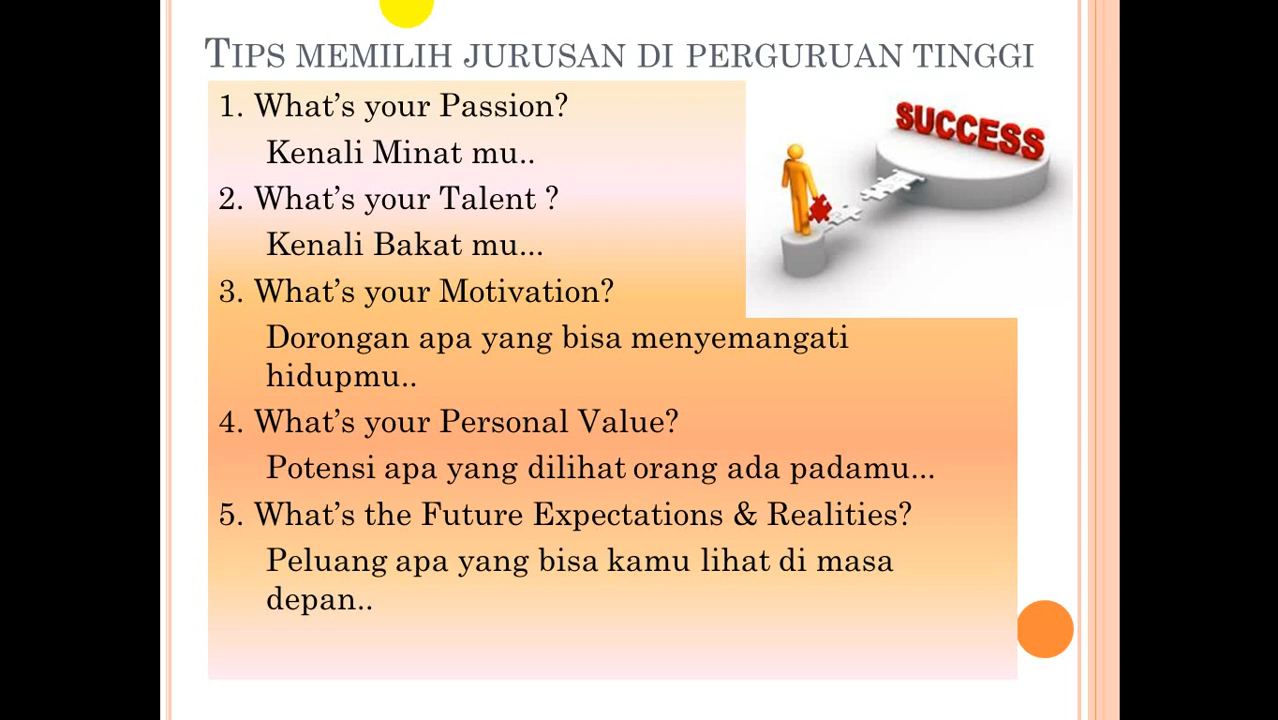 TIPS MEMILIH JURUSAN DI PERGURUAN TINGGI
SUCCESS
1. What's your Passion?
Kenali Minat mu..
2. What's your Talent ?
Kenali Bakat mu...
3. What's your Motivation?
Dorongan apa yang bisa menyemangati
hidupmu..
4. What's your Personal Value?
Potensi apa yang dilihat orang ada padamu...
5. What's the Future Expectations & Realities?
Peluang apa yang bisa kamu lihat di masa
depan..